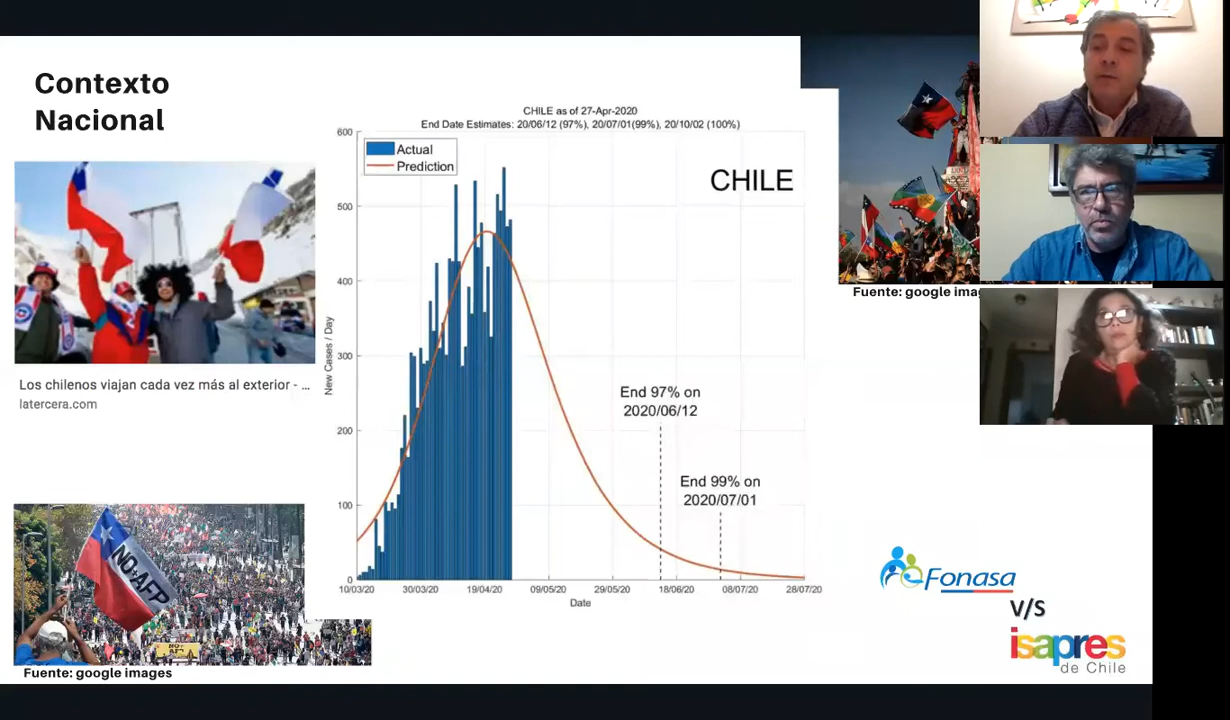 Contexto
Nacional
CHILE as of 27-Apr-2020
End Date Estimates: 20/06/12 (97%), 20/07/01(99%), 20/10/02 (100%)
Actual
Prediction
CHILE
600
500
400
300
200
100
0
New Cases / Day
End 97% on
2020/06/12
End 99% on
2020/07/01
10/03/20 30/03/20 19/04/20 09/05/20 29/05/20 18/06/20 08/07/20 28/07/20
Date
Los chilenos viajan cada vez más al exterior - ...
latercera.com
Fuente: google imag
NO+AFP
NO+
AFP
Fuente: google images
Fonasa
V/S
isapres
de Chile